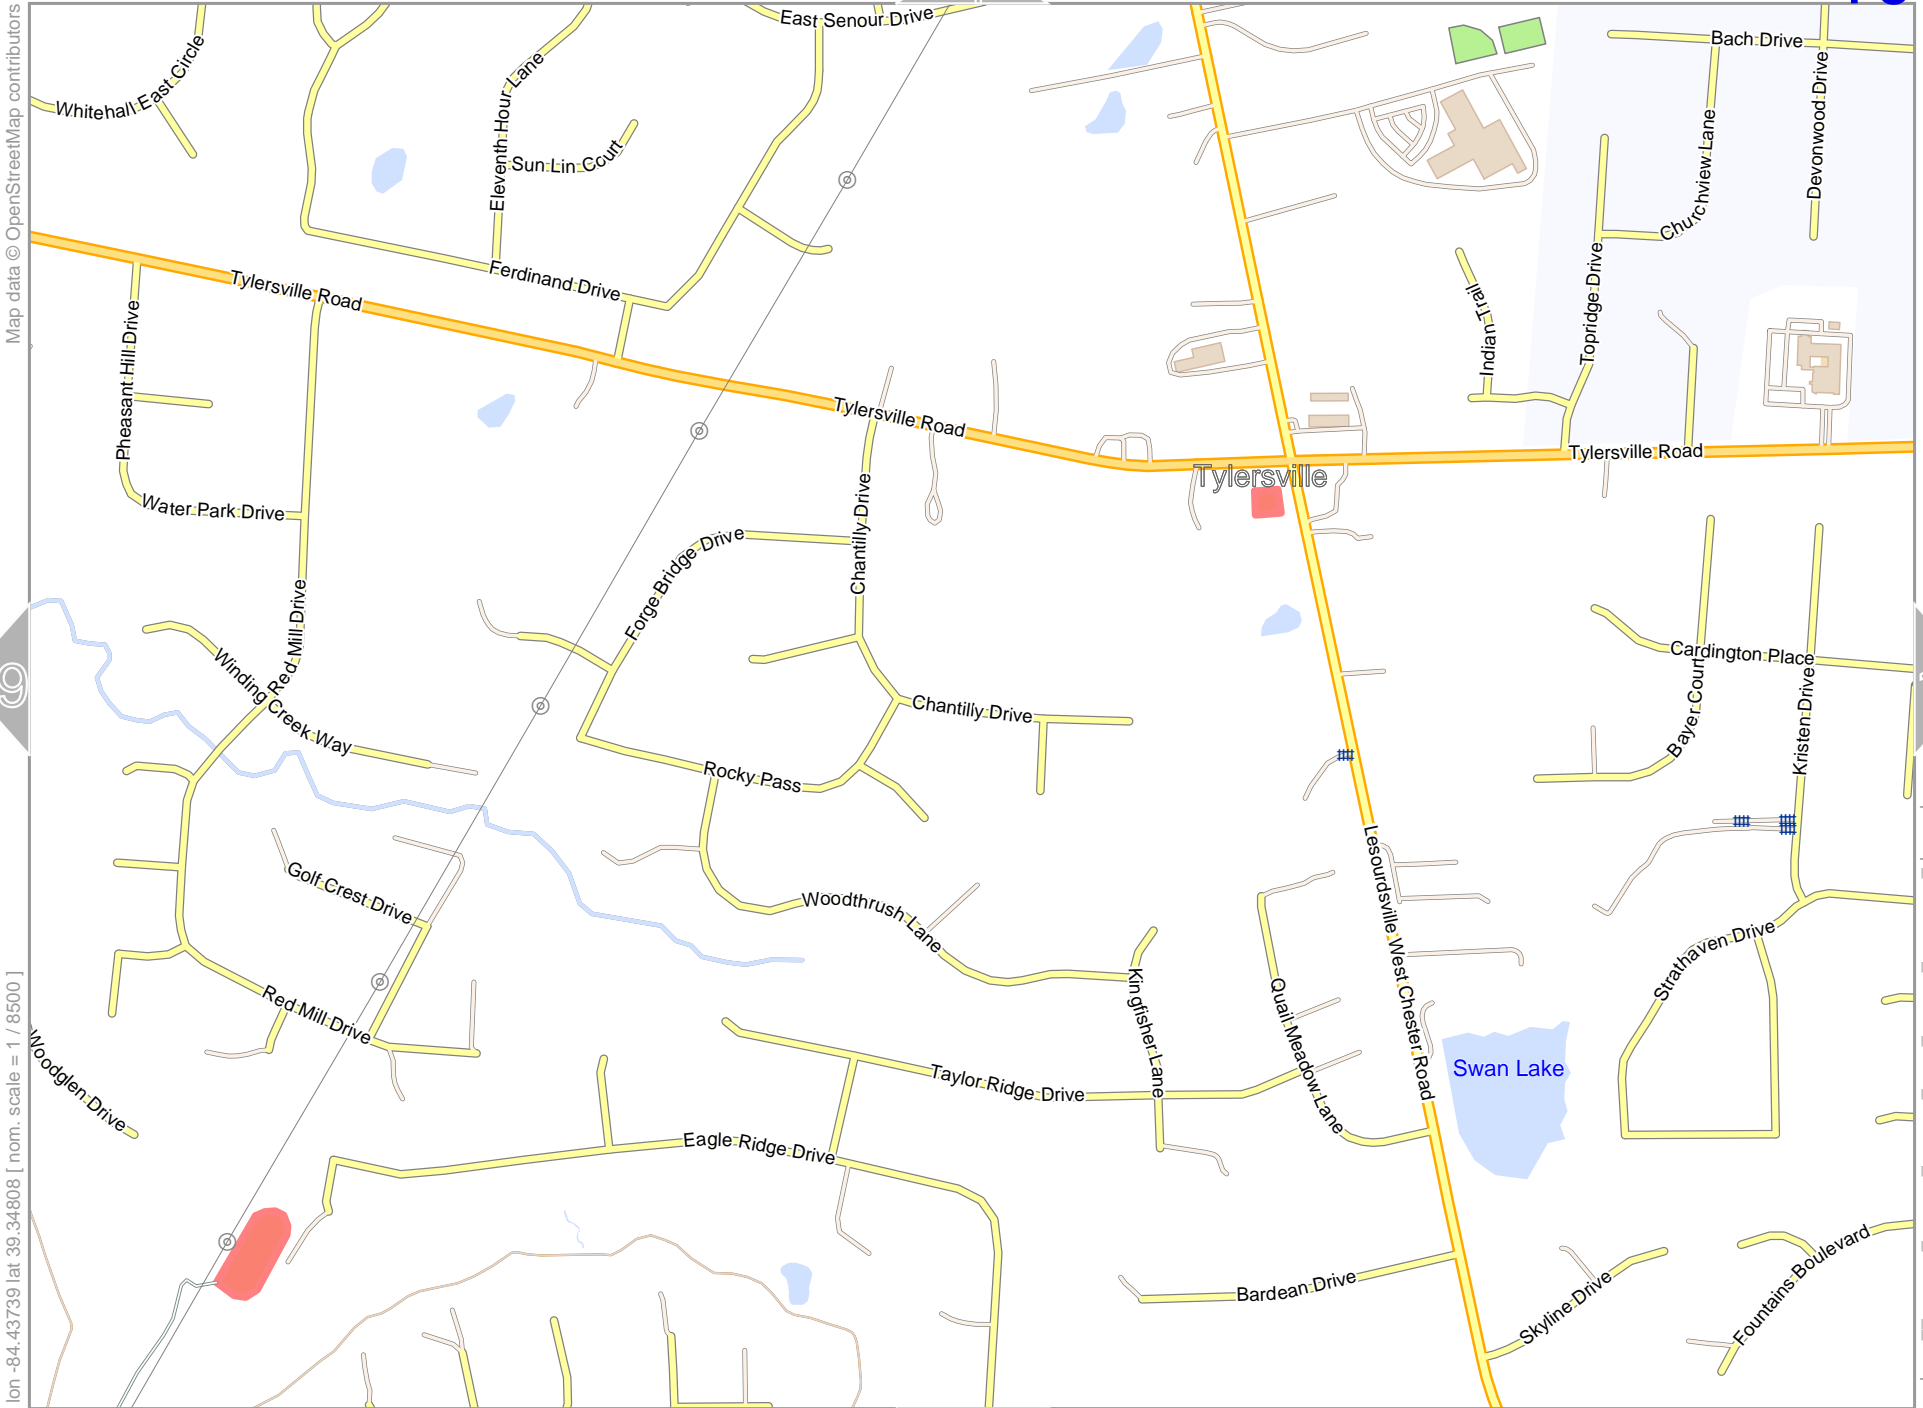 East Senour Drive
Bach Drive
Whitehall East Circle
Eleventh Hour Lane
Sun Lin Court
Devonwood Drive
Churchview Lane
Map data © OpenStreetMap contributors
Ferdinand Drive
Tylersville Road
Pheasant Hill Drive
Indian Trail
Topridge Drive
Tylersville Road
Tylersville Road
Tylersville
Water Park Drive
Chantilly Drive
Forge Bridge Drive
Red Mill Drive
Winding Creek Way
Cardington Place
Bayer Court
Kristen Drive
9
Chantilly Drive
Rocky Pass
Golf Crest Drive
Woodthrush Lane
Lesourdsville West Chester Road
Strathaven Drive
Red Mill Drive
Kingfisher Lane
Quail Meadow Lane
Woodglen Drive
Taylor Ridge Drive
Swan Lake
Eagle Ridge Drive
Bardean Drive
Skyline Drive
Fountains Boulevard
lon -84.43739 lat 39.34808 [ nom. scale = 1 / 8500 ]